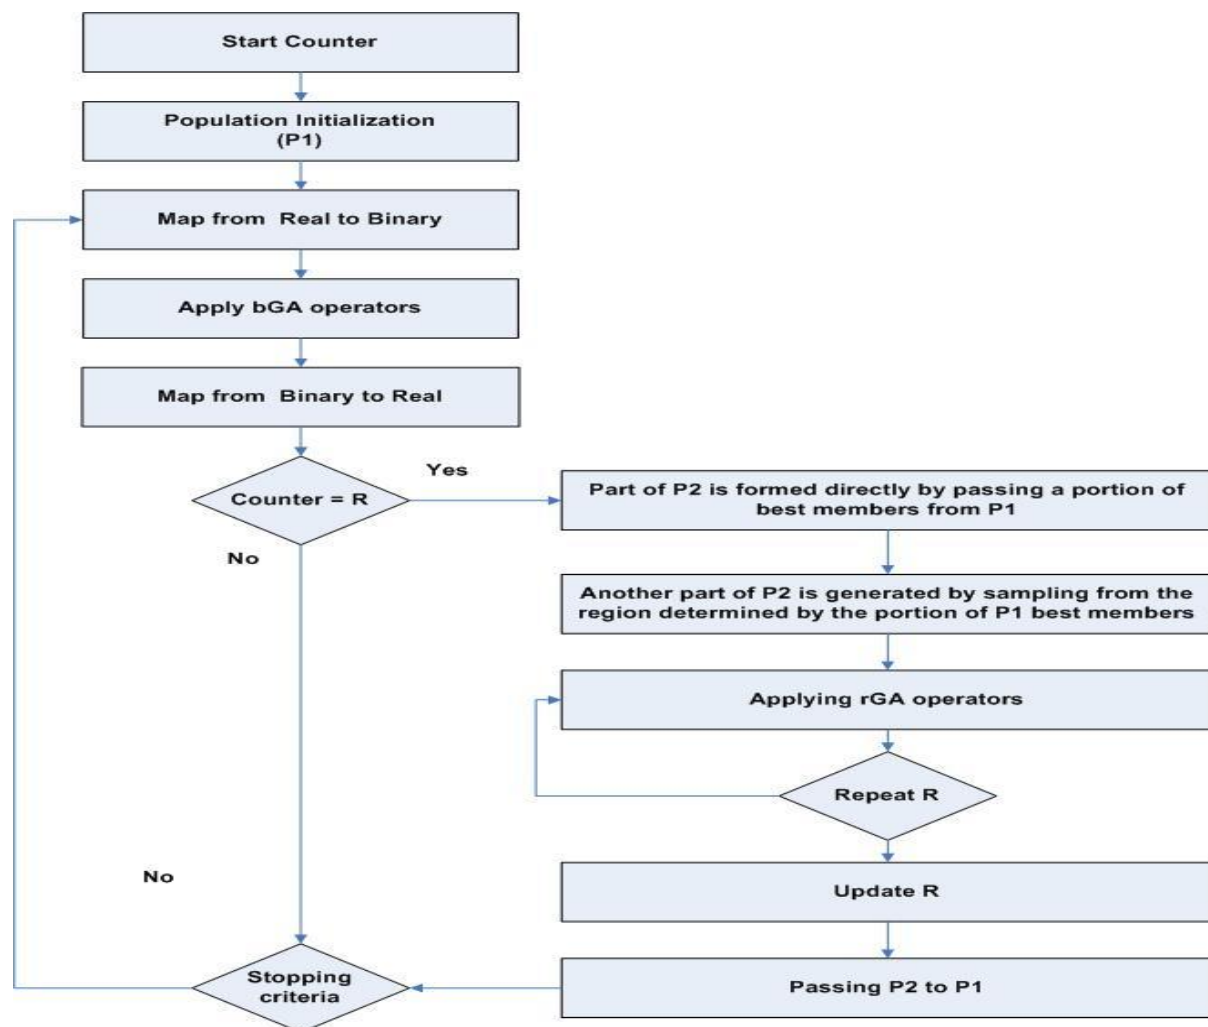 Start Counter
Population Initialization
(P1)
Map from Real to Binary
Apply bGA operators
Map from Binary to Real
Counter = R
Yes
No
Part of P2 is formed directly by passing a portion of
best members from P1
Another part of P2 is generated by sampling from the
region determined by the portion of P1 best members
Applying rGA operators
Repeat R
Update R
Passing P2 to P1
No
Stopping
criteria